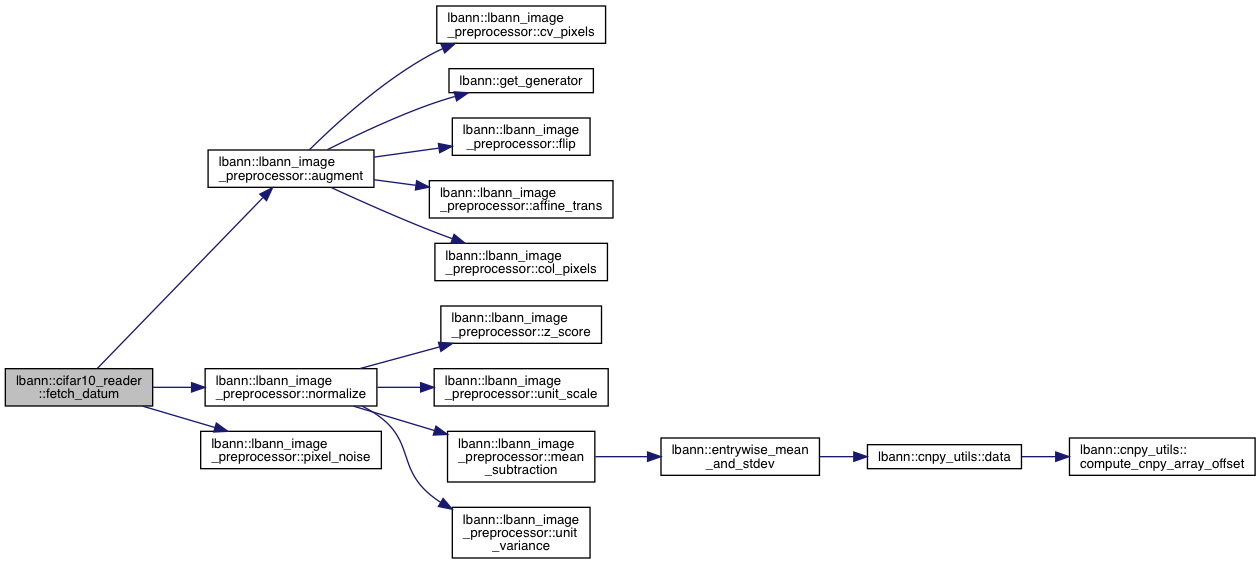 lbann::cifar10_reader
::fetch_datum
lbann::lbann_image
_preprocessor::augment
lbann::lbann_image
_preprocessor::cv_pixels
lbann::get_generator
lbann::lbann_image
_preprocessor::flip
lbann::lbann_image
_preprocessor::affine_trans
lbann::lbann_image
_preprocessor::col_pixels
lbann::lbann_image
_preprocessor::normalize
lbann::lbann_image
_preprocessor::z_score
lbann::lbann_image
_preprocessor::unit_scale
lbann::lbann_image
_preprocessor::mean
_subtraction
lbann::entrywise_mean
_and_stdev
lbann::cnpy_utils::data
lbann::cnpy_utils::
compute_cnpy_array_offset
lbann::lbann_image
_preprocessor::unit
_variance
lbann::lbann_image
_preprocessor::pixel_noise